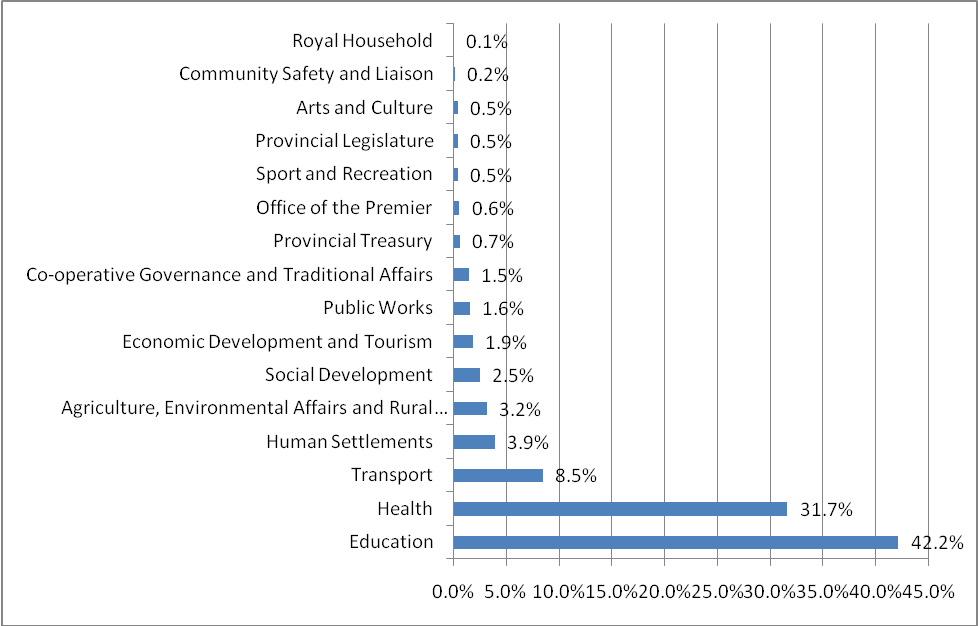 Royal Household 0.1%
Community Safety and Liaison 0.2%
Arts and Culture 0.5%
Provincial Legislature 0.5%
Sport and Recreation 0.5%
Office of the Premier 0.6%
Provincial Treasury 0.7%
Co-operative Governance and Traditional Affairs 1.5%
Public Works 1.6%
Economic Development and Tourism 1.9%
Social Development 2.5%
Agriculture, Environmental Affairs and Rural... 3.2%
Human Settlements 3.9%
Transport 8.5%
Health 31.7%
Education 42.2%
0.0% 5.0% 10.0% 15.0% 20.0% 25.0% 30.0% 35.0% 40.0% 45.0%